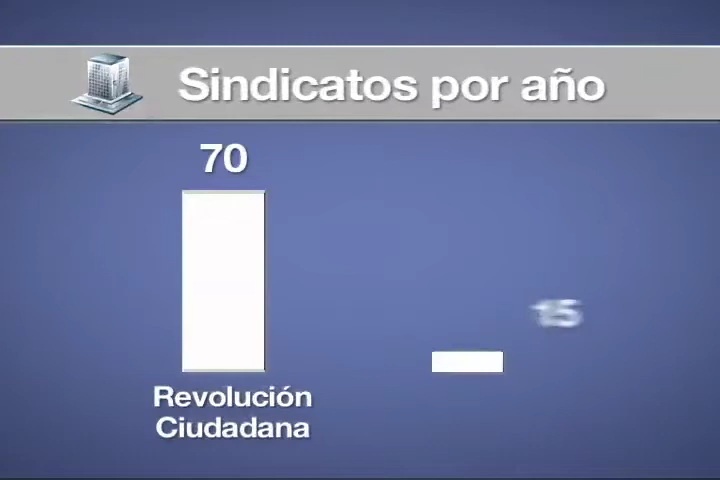 Sindicatos por año
70
15
Revolución
Ciudadana